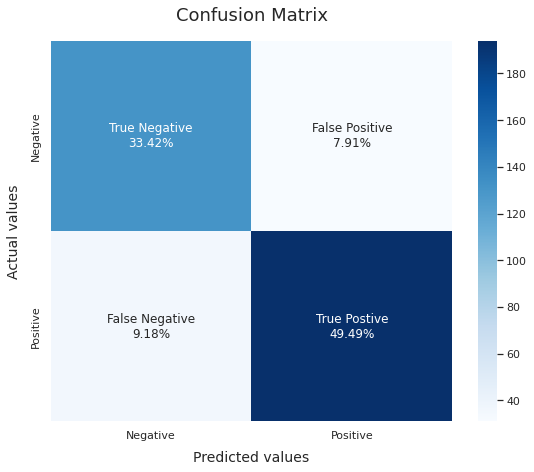 Confusion Matrix
Actual values
Negative
True Negative
33.42%
False Positive
7.91%
Positive
False Negative
9.18%
True Postive
49.49%
Negative
Positive
Predicted values
180
160
140
120
100
80
60
40